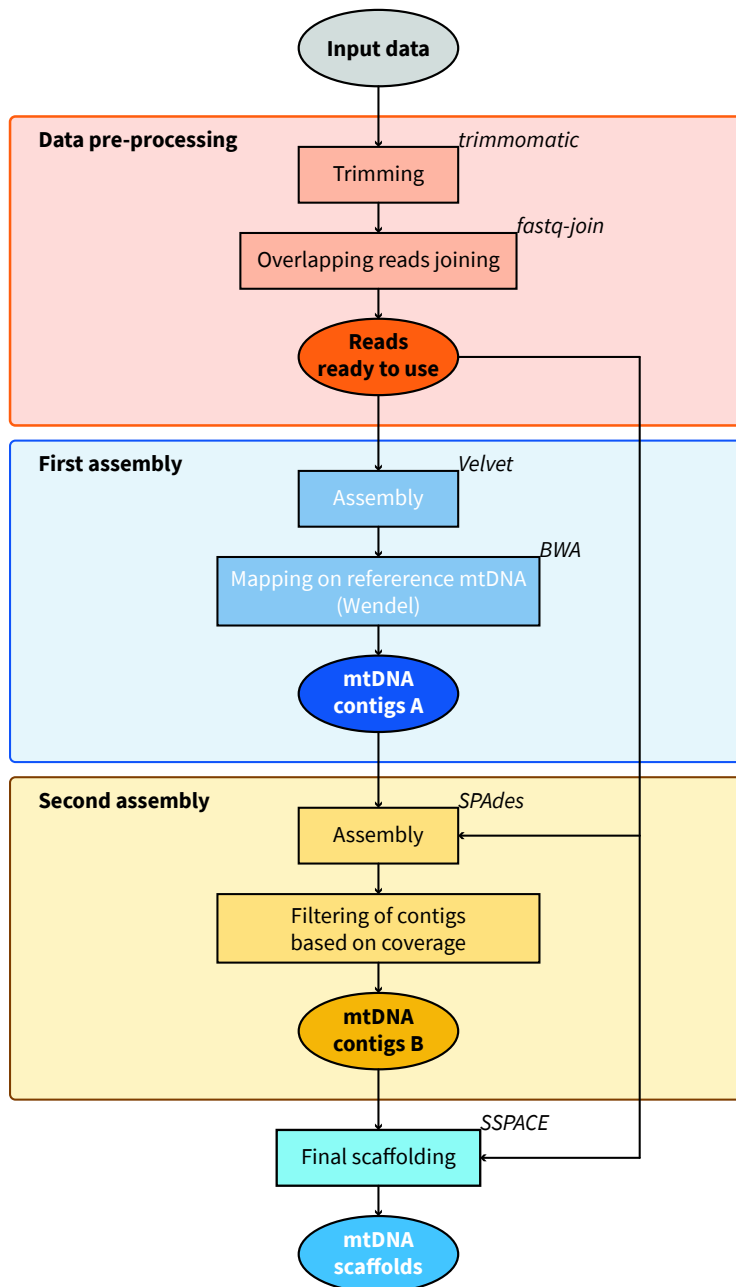 Input data
Data pre-processing
trimmomatic
Trimming
fastq-join
Overlapping reads joining
Reads
ready to use
First assembly
Velvet
Assembly
BWA
Mapping on refererence mtDNA
(Wendel)
mtDNA
contigs A
Second assembly
SPAdes
Assembly
Filtering of contigs
based on coverage
mtDNA
contigs B
SSPACE
Final scaffolding
mtDNA
scaffolds